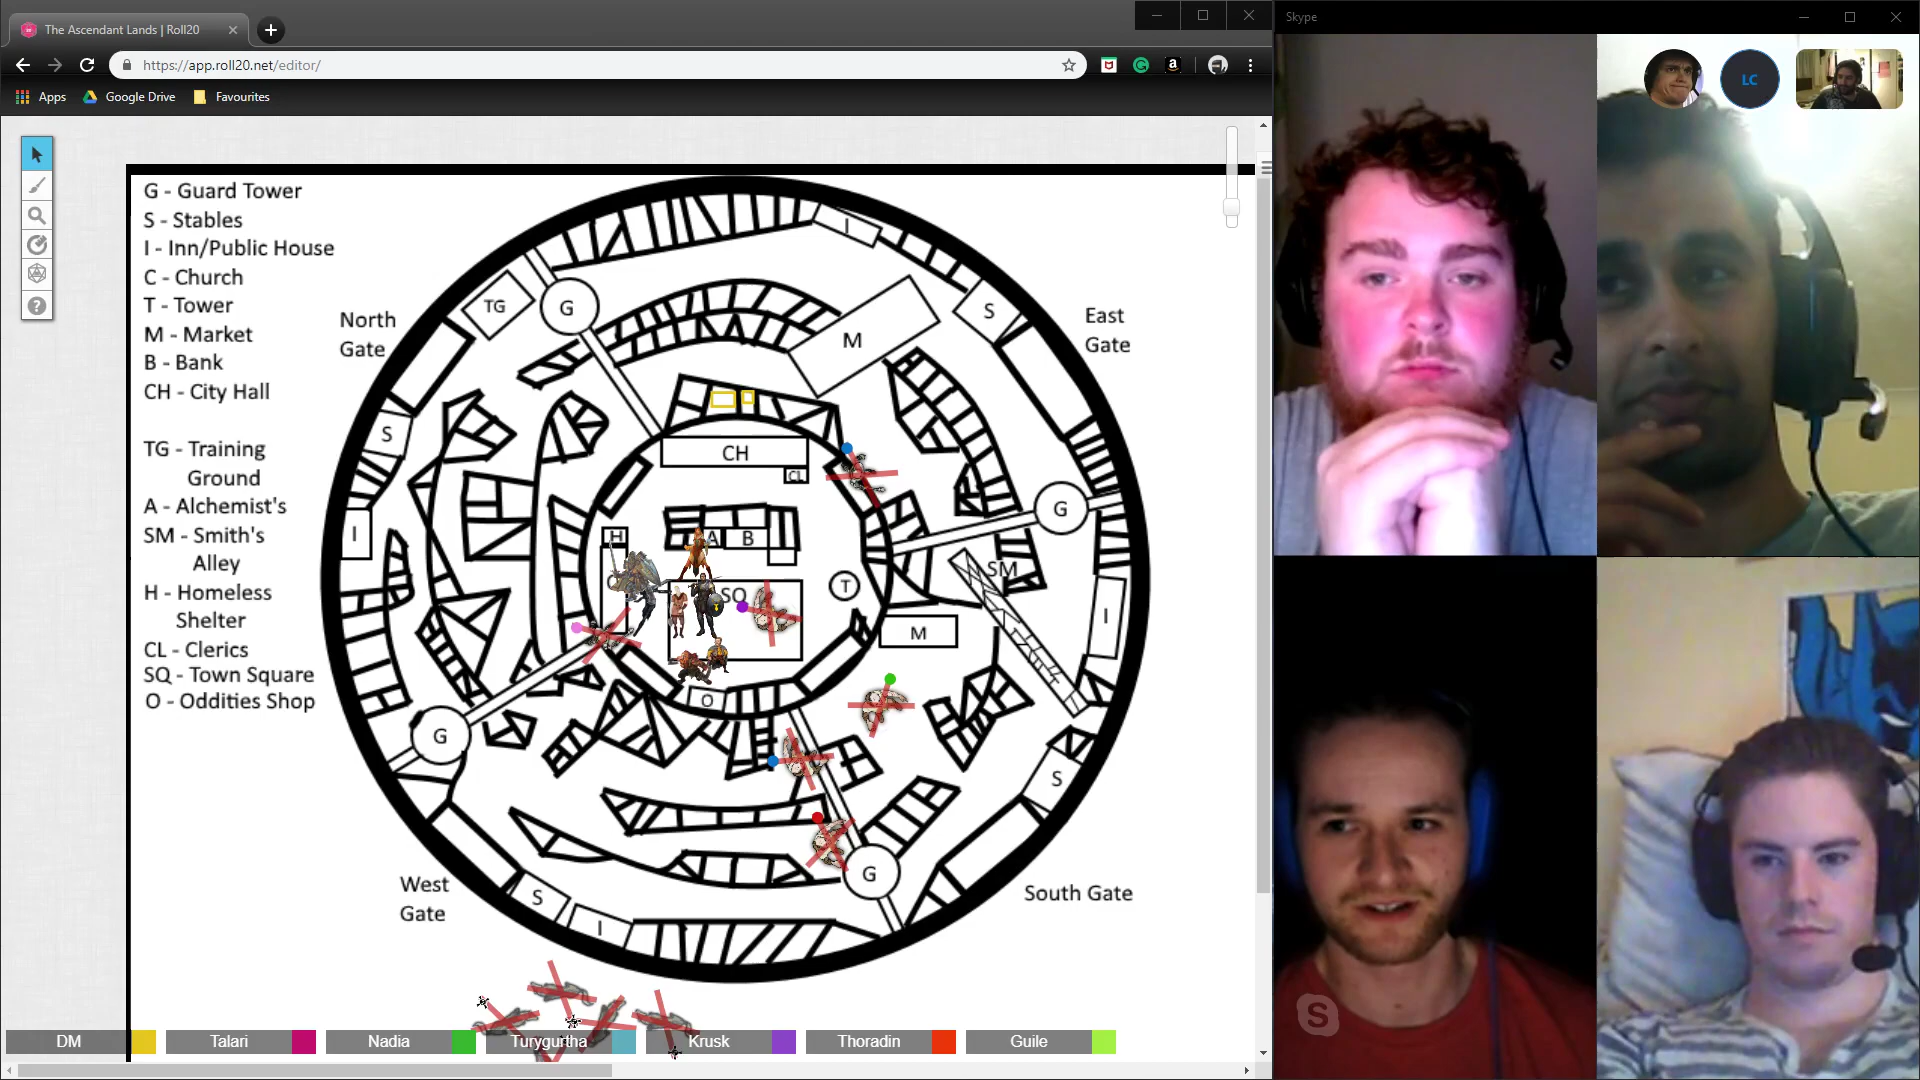 The Ascendant Lands | Roll20
Skype
https://app.roll20.net/editor/
Apps Google Drive Favourites
LC
G - Guard Tower
S - Stables
I - Inn/Public House
C - Church
T - Tower
M - Market
B - Bank
CH - City Hall
TG - Training
Ground
A - Alchemist's
SM - Smith's
Alley
H - Homeless
Shelter
CL - Clerics
SQ - Town Square
O - Oddities Shop
North
Gate
East
Gate
West
Gate
South Gate
I
TG
G
S
M
S
CH
CL
G
I
H
A
B
SM
T
SQ
I
M
O
G
S
G
S
I
DM
Talari
Nadia
Turygurtha
Krusk
Thoradin
Guile